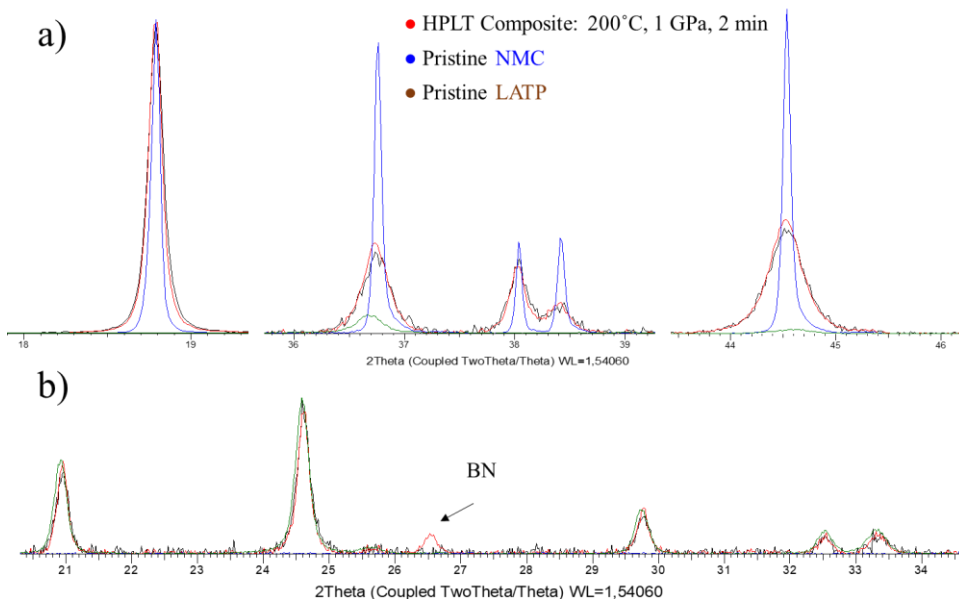 a)
● HPLT Composite: 200˚C, 1 GPa, 2 min
● Pristine NMC
● Pristine LATP
18 19 36 37 38 39 44 45 46
2Theta (Coupled TwoTheta/Theta) WL=1,54060
b)
BN
21 22 23 24 25 26 27 28 29 30 31 32 33 34
2Theta (Coupled TwoTheta/Theta) WL=1,54060